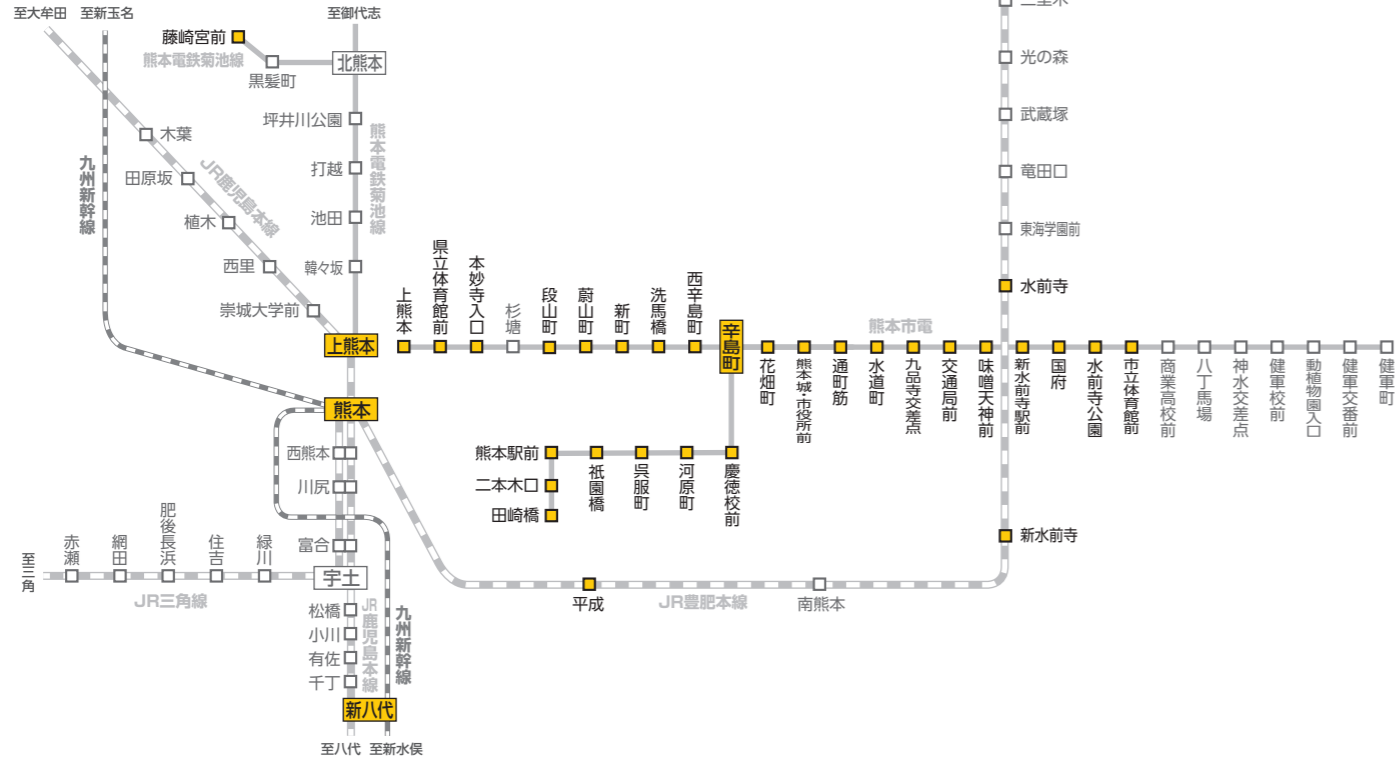 至大牟田
至新玉名
至御代志
藤崎宮前
熊本電鉄菊池線
黒髪町
北熊本
坪井川公園
打越
池田
韓々坂
熊本電鉄菊池線
九州新幹線
木葉
田原坂
植木
西里
崇城大学前
JR鹿児島本線
上熊本
熊本
上熊本
県立体育館前
本妙寺入口
杉塘
段山町
蔚山町
新町
洗馬橋
西辛島町
辛島町
花畑町
熊本城・市役所前
通町筋
水道町
九品寺交差点
交通局前
味噌天神前
新水前寺駅前
国府
水前寺公園
市立体育館前
商業高校前
八丁馬場
神水交差点
健軍校前
動植物園入口
健軍交番前
健軍町
熊本市電
光の森
武蔵塚
竜田口
東海学園前
水前寺
新水前寺
熊本駅前
二本木口
田崎橋
祇園橋
呉服町
河原町
慶徳校前
西熊本
川尻
富合
宇土
至三角
赤瀬
網田
肥後長浜
住吉
緑川
JR三角線
平成
JR豊肥本線
南熊本
松橋
小川
有佐
千丁
JR鹿児島本線
九州新幹線
新八代
至八代
至新水俣